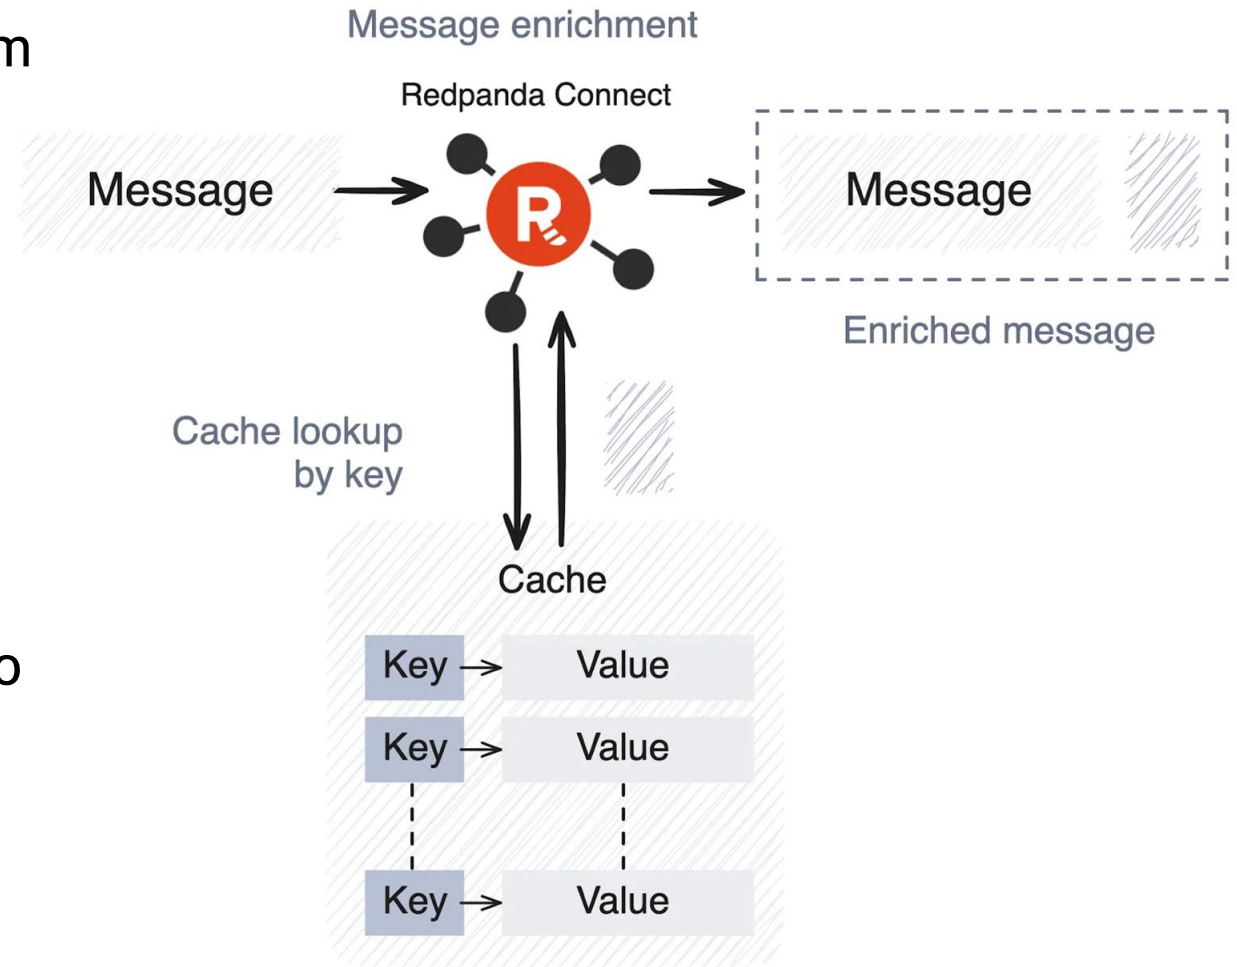 Message enrichment
m
Redpanda Connect
Message
R
Message
Enriched message
Cache lookup
by key
Cache
Key
Value
o
Key
Value
Key
Value